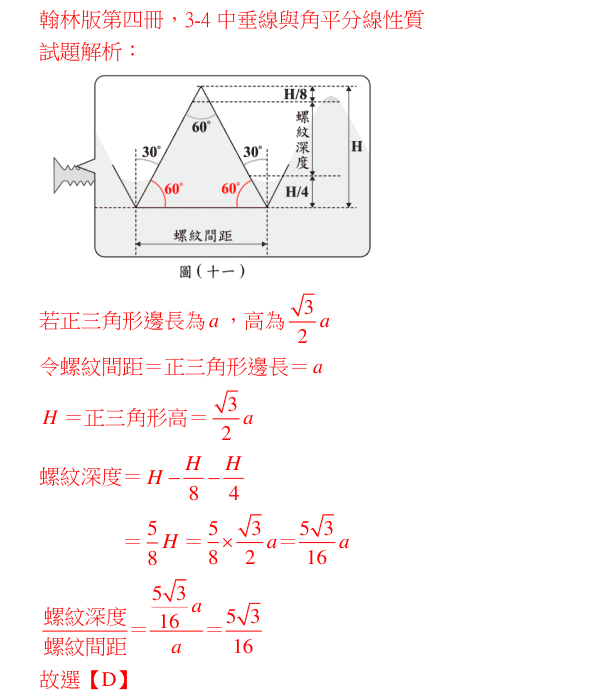 翰林版第四冊，3-4 中垂線與角平分線性質
試題解析：
H/8
60°
螺紋深度
H
30°
30°
60°
60°
H/4
螺紋間距
圖(十一)
若正三角形邊長為 a ，高為 √3/2 a
令螺紋間距＝正三角形邊長＝ a
H ＝正三角形高＝ √3/2 a
螺紋深度＝ H − H/8 − H/4
＝ 5/8 H ＝ 5/8 × √3/2 a＝ 5√3/16 a
螺紋深度/螺紋間距 ＝ (5√3/16 a)/a ＝ 5√3/16
故選【D】